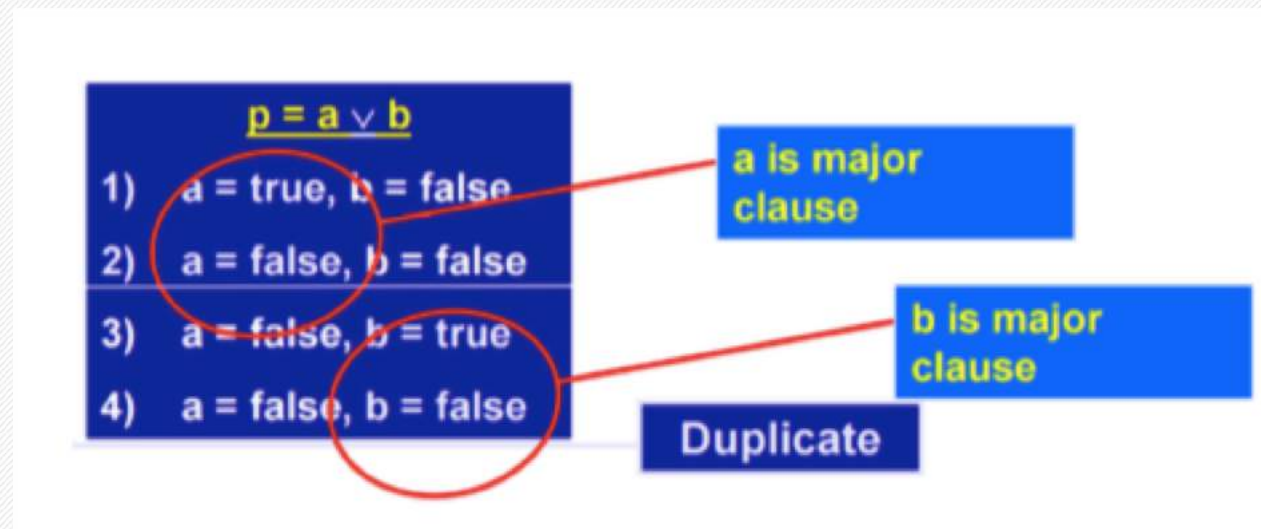 p = a ∨ b
1) a = true, b = false
2) a = false, b = false
3) a = false, b = true
4) a = false, b = false
a is major
clause
b is major
clause
Duplicate